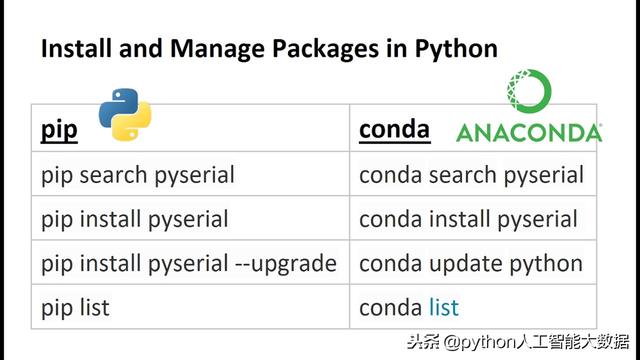 Install and Manage Packages in Python
pip
conda
ANACONDA®
pip search pyserial
conda search pyserial
pip install pyserial
conda install pyserial
pip install pyserial --upgrade
conda update python
pip list
conda list
头条 @python人工智能大数据